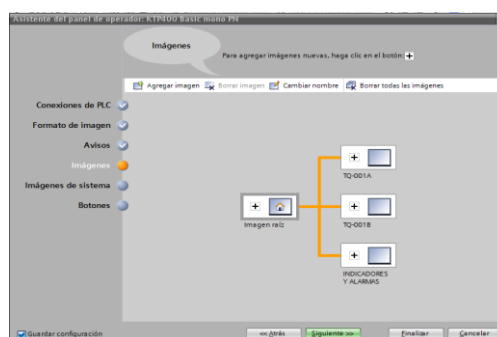 Asistente del panel de operador: KTP400 Basic mono PN
Imágenes
Para agregar imágenes nuevas, haga clic en el botón:
Agregar imagen Borrar imagen Cambiar nombre Borrar todas las imágenes
Conexiones de PLC
Formato de imagen
Avisos
Imágenes
Imágenes de sistema
Botones
TQ-001A
Imagen raíz
TQ-001B
INDICADORES
Y ALARMAS
Guardar configuración
<< Atrás Siguiente >> Finalizar Cancelar